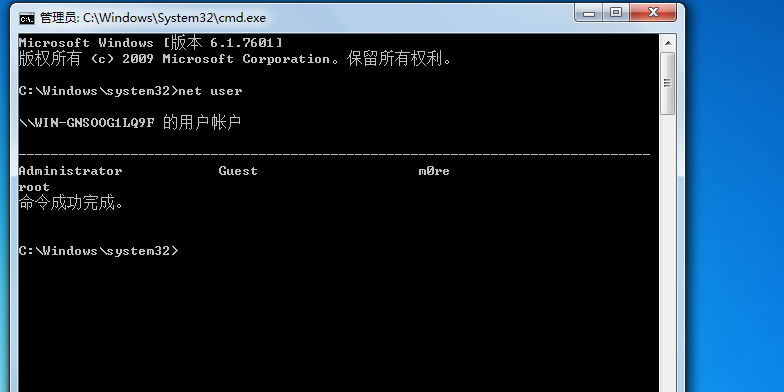 管理员: C:\Windows\System32\cmd.exe
Microsoft Windows [版本 6.1.7601]
版权所有 (c) 2009 Microsoft Corporation。保留所有权利。
C:\Windows\system32>net user
\\WIN-GNSOOG1LQ9F 的用户帐户
-------------------------------------------------------------------------------
Administrator            Guest                    m0re
root
命令成功完成。
C:\Windows\system32>